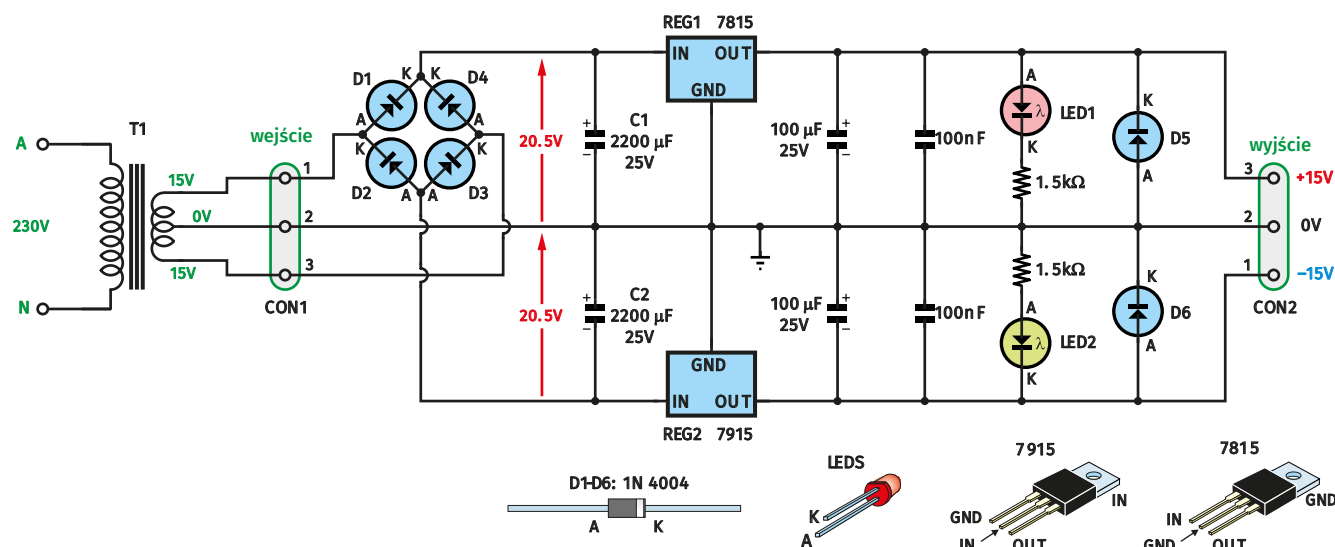 REG1 7815
IN OUT
GND
D1 K K D4
A A
K K
D2 A A D3
T1
wejście
A
15V
0V
15V
230V
N
1
2
3
CON1
20.5V
20.5V
+
C1
2200 µF
25V
–
+
C2
2200 µF
25V
–
100 µF
25V
+
–
100 µF
25V
+
–
100nF
100nF
A
LED1
λ
K
1.5kΩ
1.5kΩ
A
LED2
λ
K
K
D5
A
K
D6
A
wyjście
3 +15V
2 0V
1 –15V
CON2
GND
IN OUT
REG2 7915
D1-D6: 1N 4004
A K
LEDS
K
A
7915
GND
IN
OUT
IN
7815
IN
GND
OUT
GND